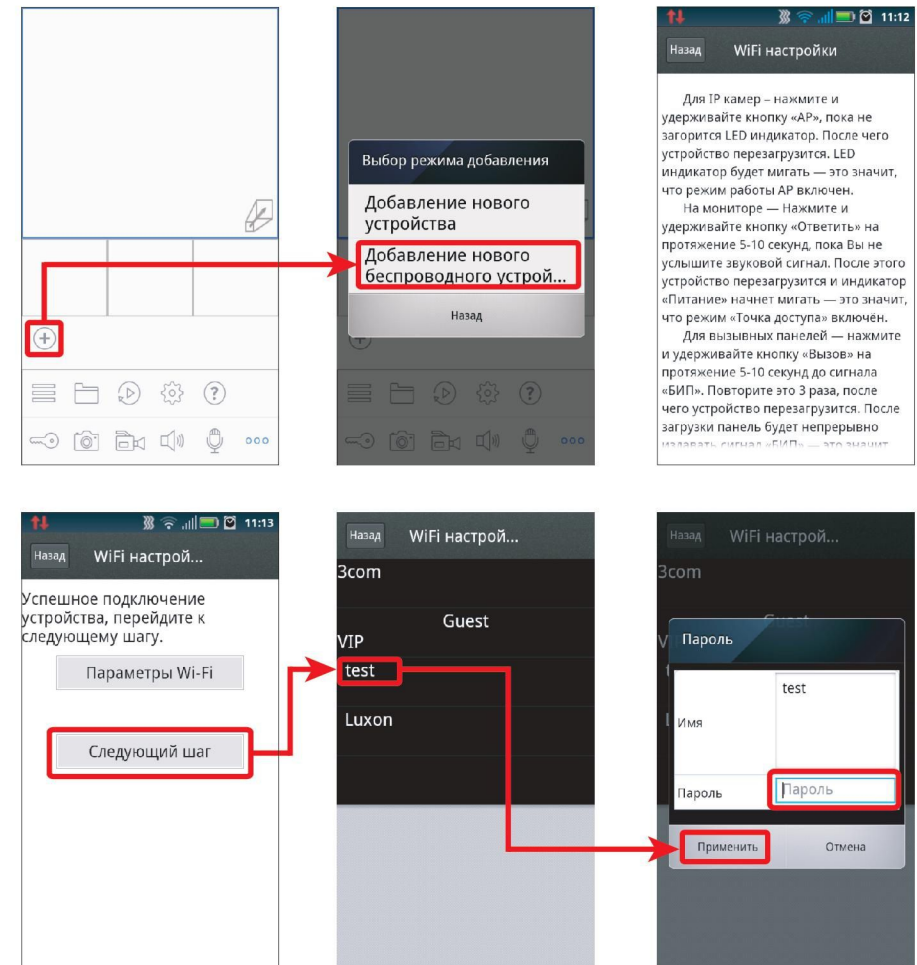 Выбор режима добавления
Добавление нового
устройства
Добавление нового
беспроводного устрой...
Назад
11:12
Назад
WiFi настройки
Для IP камер – нажмите и
удерживайте кнопку «AP», пока не
загорится LED индикатор. После чего
устройство перезагрузится. LED
индикатор будет мигать — это значит,
что режим работы AP включен.
На мониторе — Нажмите и
удерживайте кнопку «Ответить» на
протяжение 5-10 секунд, пока Вы не
услышите звуковой сигнал. После этого
устройство перезагрузится и индикатор
«Питание» начнет мигать — это значит,
что режим «Точка доступа» включён.
Для вызывных панелей — нажмите
и удерживайте кнопку «Вызов» на
протяжение 5-10 секунд до сигнала
«БИП». Повторите это 3 раза, после
чего устройство перезагрузится. После
загрузки панель будет непрерывно
издавать сигнал «БИП» — это значит
11:13
Назад
WiFi настрой...
Успешное подключение
устройства, перейдите к
следующему шагу.
Параметры Wi-Fi
Следующий шаг
Назад
WiFi настрой...
3com
Guest
VIP
test
Luxon
Назад
WiFi настрой...
3com
Guest
Пароль
test
Имя
Пароль
Пароль
Применить
Отмена